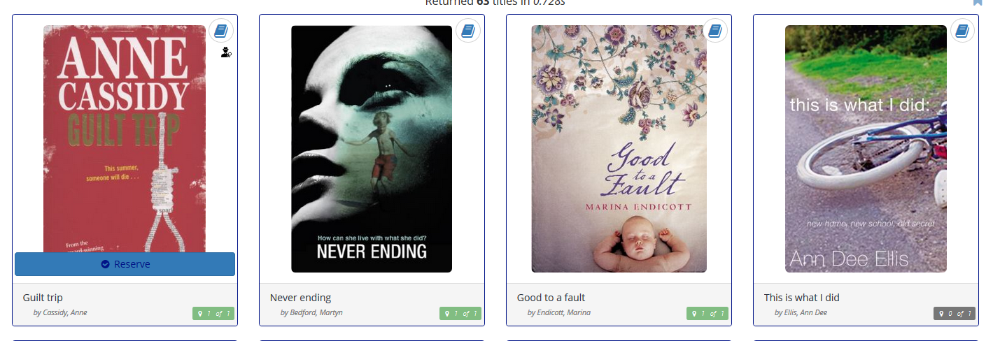 Returned 63 titles in 0.728s
ANNE
CASSIDY
GUILT TRIP
This summer,
someone will die . . .
spar
From the
ard-winning
Reserve
Guilt trip
by Cassidy, Anne
1 of 1
How can she live with what she did?
NEVER ENDING
Never ending
by Bedford, Martyn
1 of 1
Good
to a
Fault
MARINA ENDICOTT
Good to a fault
by Endicott, Marina
1 of 1
this is what I did:
new home, new school, old secret
Ann Dee Ellis
This is what I did
by Ellis, Ann Dee
0 of 1